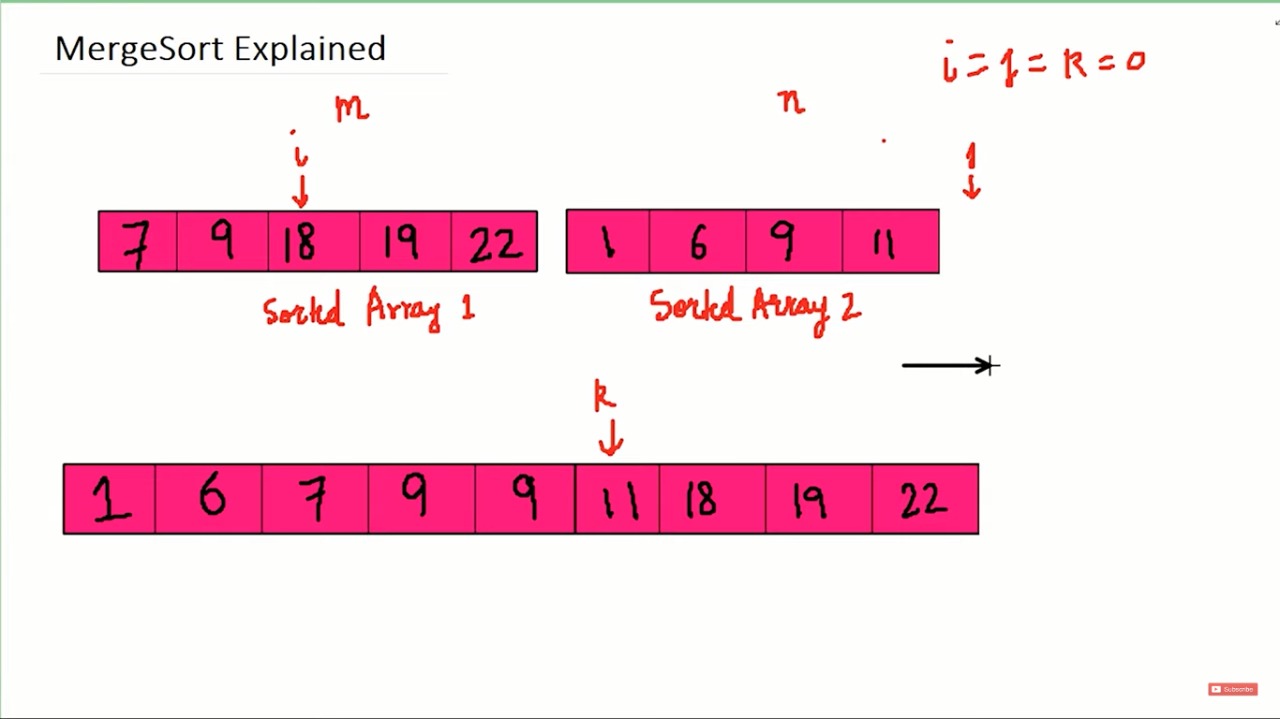 MergeSort Explained
i = j = k = 0
m
n
i
j
7 9 18 19 22
1 6 9 11
Sorted Array 1
Sorted Array 2
k
1 6 7 9 9 11 18 19 22
Subscribe